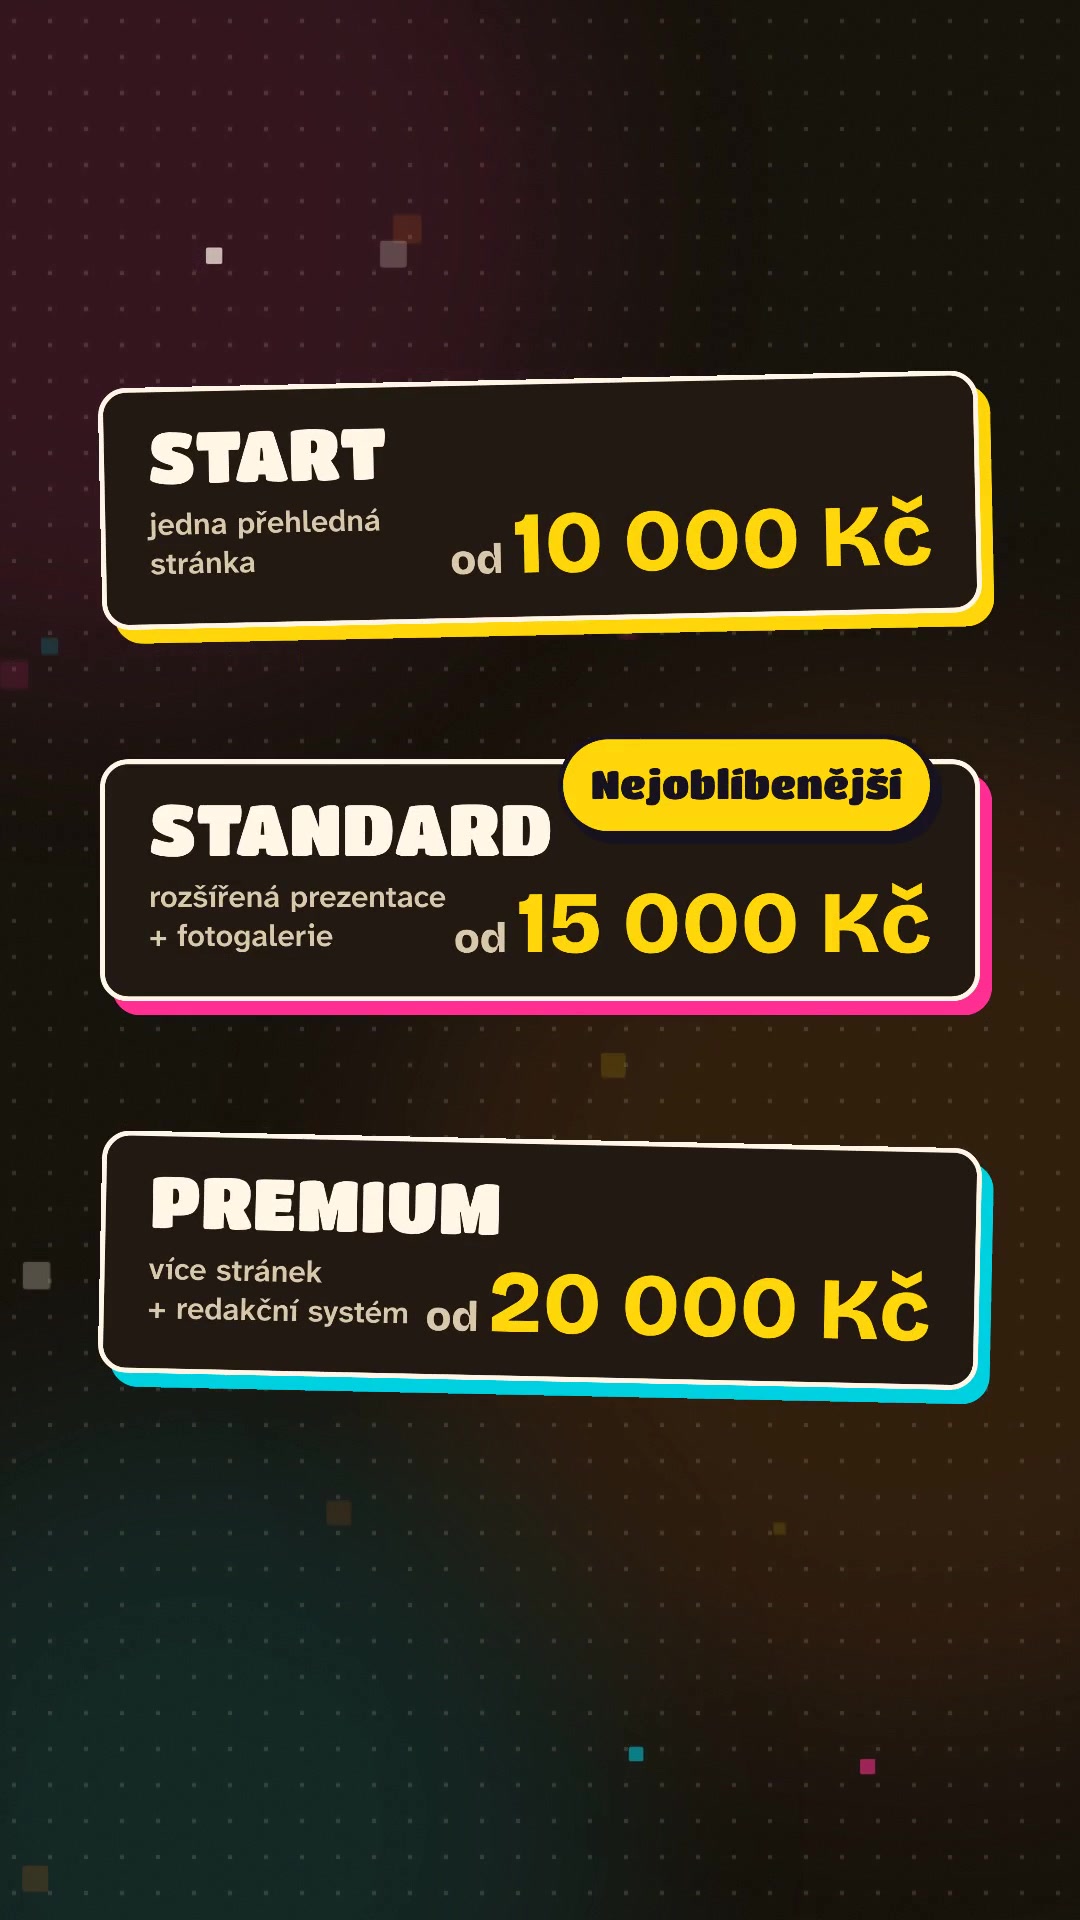 START
jedna přehledná
stránka
od 10 000 Kč
Nejoblíbenější
STANDARD
rozšířená prezentace
+ fotogalerie
od 15 000 Kč
PREMIUM
více stránek
+ redakční systém
od 20 000 Kč